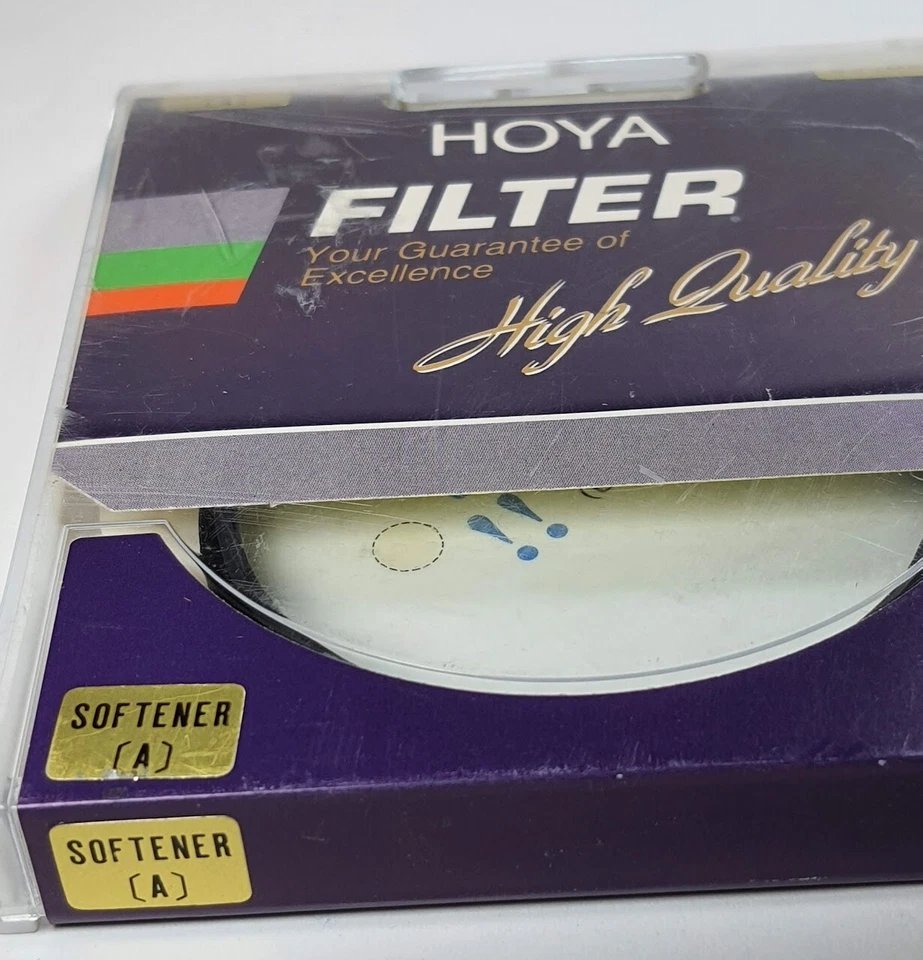 HOYA
FILTER
Your Guarantee of
Excellence
High Quality
!!
SOFTENER
(A)
SOFTENER
(A)